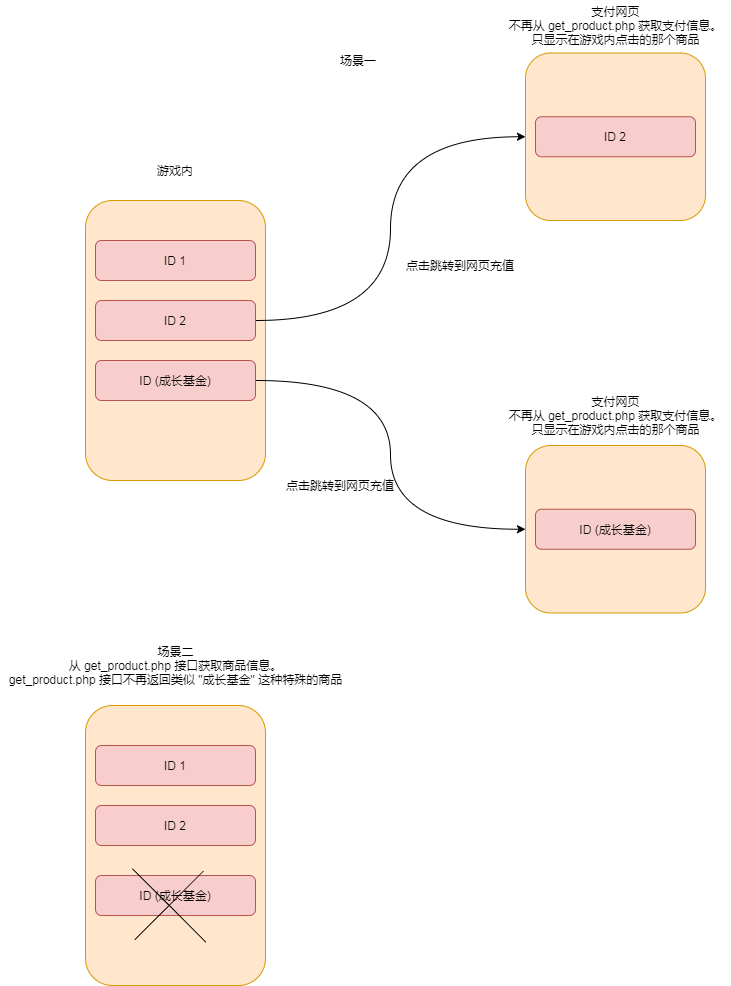 场景一
支付网页
不再从 get_product.php 获取支付信息。
只显示在游戏内点击的那个商品
ID 2
游戏内
ID 1
ID 2
ID (成长基金)
点击跳转到网页充值
支付网页
不再从 get_product.php 获取支付信息。
只显示在游戏内点击的那个商品
点击跳转到网页充值
ID (成长基金)
场景二
从 get_product.php 接口获取商品信息。
get_product.php 接口不再返回类似 "成长基金" 这种特殊的商品
ID 1
ID 2
ID (成长基金)